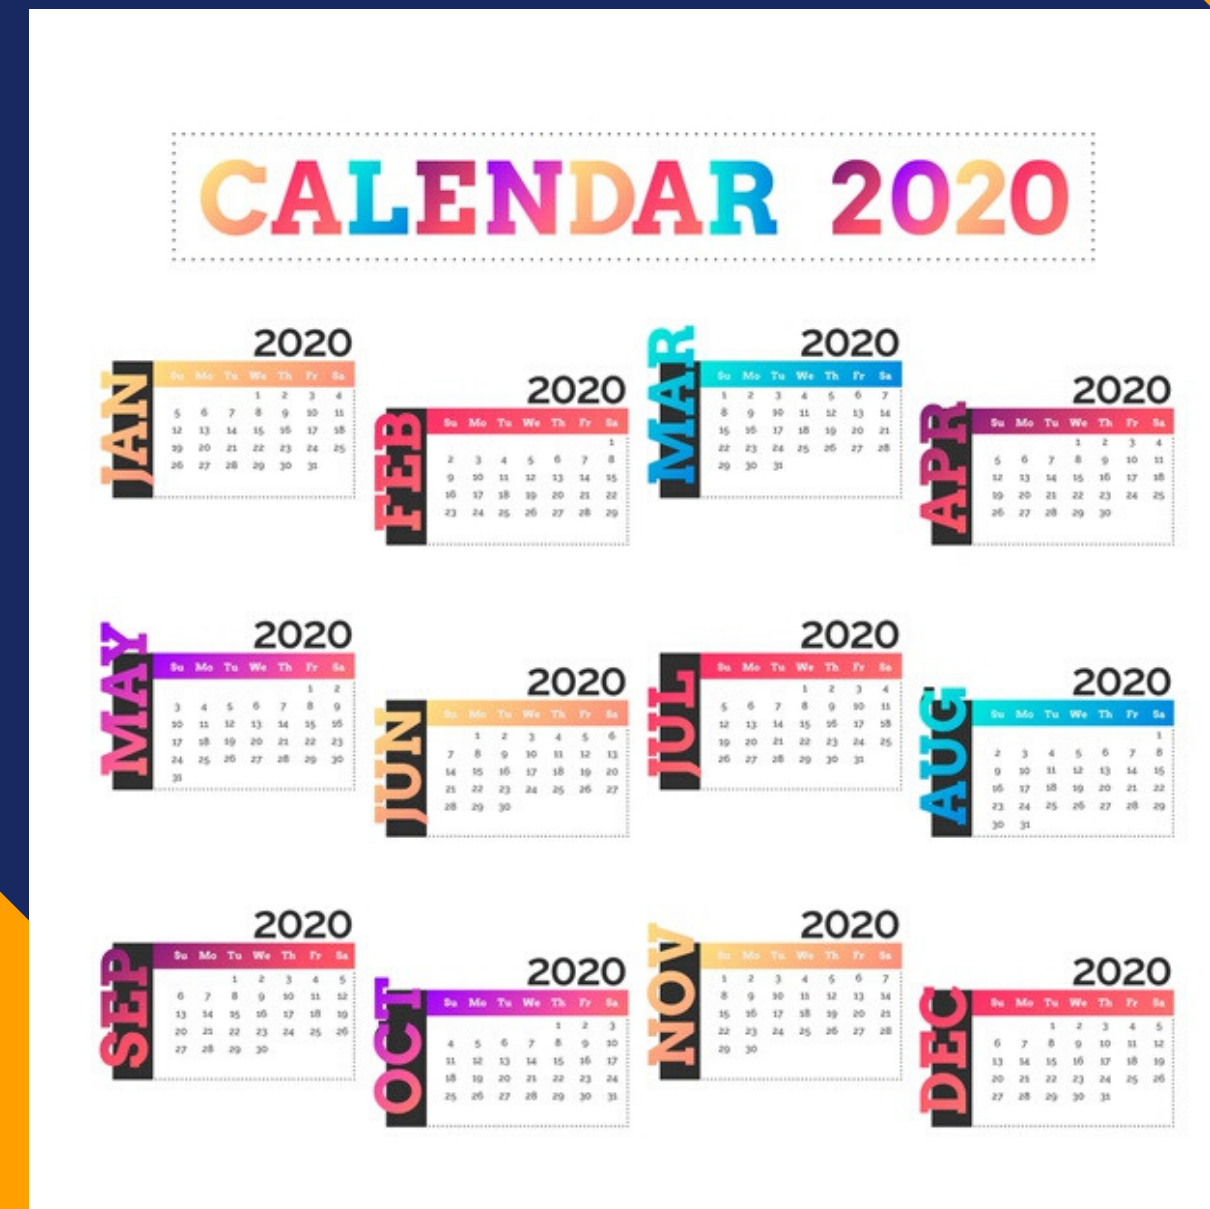 CALENDAR 2020
JAN
2020
Su Mo Tu We Th Fr Sa
1 2 3 4
5 6 7 8 9 10 11
12 13 14 15 16 17 18
19 20 21 22 23 24 25
26 27 28 29 30 31
FEB
2020
Su Mo Tu We Th Fr Sa
1
2 3 4 5 6 7 8
9 10 11 12 13 14 15
16 17 18 19 20 21 22
23 24 25 26 27 28 29
MAR
2020
Su Mo Tu We Th Fr Sa
1 2 3 4 5 6 7
8 9 10 11 12 13 14
15 16 17 18 19 20 21
22 23 24 25 26 27 28
29 30 31
APR
2020
Su Mo Tu We Th Fr Sa
1 2 3 4
5 6 7 8 9 10 11
12 13 14 15 16 17 18
19 20 21 22 23 24 25
26 27 28 29 30
MAY
2020
Su Mo Tu We Th Fr Sa
1 2
3 4 5 6 7 8 9
10 11 12 13 14 15 16
17 18 19 20 21 22 23
24 25 26 27 28 29 30
31
JUN
2020
Su Mo Tu We Th Fr Sa
1 2 3 4 5 6
7 8 9 10 11 12 13
14 15 16 17 18 19 20
21 22 23 24 25 26 27
28 29 30
JUL
2020
Su Mo Tu We Th Fr Sa
1 2 3 4
5 6 7 8 9 10 11
12 13 14 15 16 17 18
19 20 21 22 23 24 25
26 27 28 29 30 31
AUG
2020
Su Mo Tu We Th Fr Sa
1
2 3 4 5 6 7 8
9 10 11 12 13 14 15
16 17 18 19 20 21 22
23 24 25 26 27 28 29
30 31
SEP
2020
Su Mo Tu We Th Fr Sa
1 2 3 4 5
6 7 8 9 10 11 12
13 14 15 16 17 18 19
20 21 22 23 24 25 26
27 28 29 30
OCT
2020
Su Mo Tu We Th Fr Sa
1 2 3
4 5 6 7 8 9 10
11 12 13 14 15 16 17
18 19 20 21 22 23 24
25 26 27 28 29 30 31
NOV
2020
Su Mo Tu We Th Fr Sa
1 2 3 4 5 6 7
8 9 10 11 12 13 14
15 16 17 18 19 20 21
22 23 24 25 26 27 28
29 30
DEC
2020
Su Mo Tu We Th Fr Sa
1 2 3 4 5
6 7 8 9 10 11 12
13 14 15 16 17 18 19
20 21 22 23 24 25 26
27 28 29 30 31